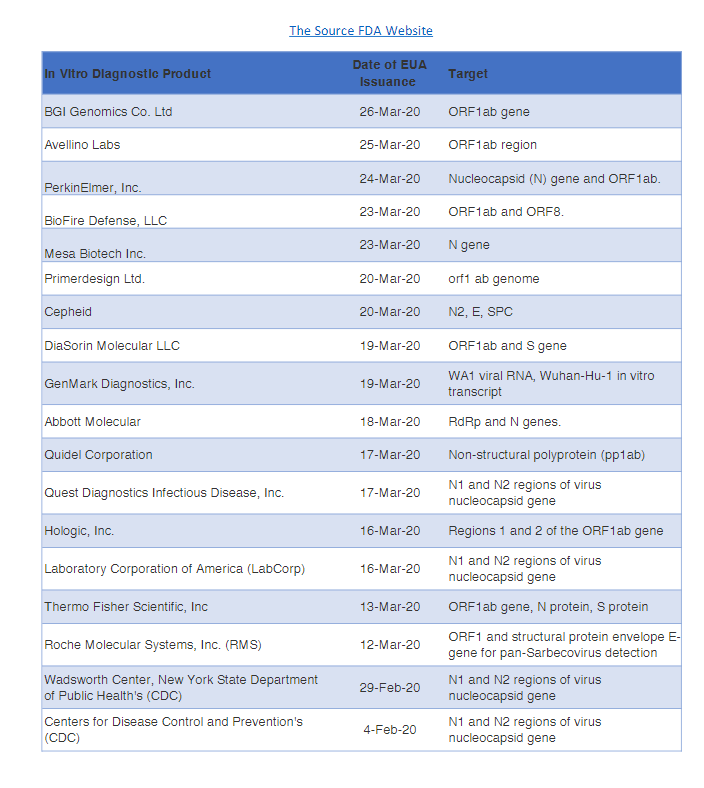 The Source FDA Website
In Vitro Diagnostic Product Date of EUA Issuance Target
BGI Genomics Co. Ltd 26-Mar-20 ORF1ab gene
Avellino Labs 25-Mar-20 ORF1ab region
PerkinElmer, Inc. 24-Mar-20 Nucleocapsid (N) gene and ORF1ab.
BioFire Defense, LLC 23-Mar-20 ORF1ab and ORF8.
Mesa Biotech Inc. 23-Mar-20 N gene
Primerdesign Ltd. 20-Mar-20 orf1 ab genome
Cepheid 20-Mar-20 N2, E, SPC
DiaSorin Molecular LLC 19-Mar-20 ORF1ab and S gene
GenMark Diagnostics, Inc. 19-Mar-20 WA1 viral RNA, Wuhan-Hu-1 in vitro
transcript
Abbott Molecular 18-Mar-20 RdRp and N genes.
Quidel Corporation 17-Mar-20 Non-structural polyprotein (pp1ab)
Quest Diagnostics Infectious Disease, Inc. 17-Mar-20 N1 and N2 regions of virus
nucleocapsid gene
Hologic, Inc. 16-Mar-20 Regions 1 and 2 of the ORF1ab gene
Laboratory Corporation of America (LabCorp) 16-Mar-20 N1 and N2 regions of virus
nucleocapsid gene
Thermo Fisher Scientific, Inc 13-Mar-20 ORF1ab gene, N protein, S protein
Roche Molecular Systems, Inc. (RMS) 12-Mar-20 ORF1 and structural protein envelope E-
gene for pan-Sarbecovirus detection
Wadsworth Center, New York State Department
of Public Health's (CDC) 29-Feb-20 N1 and N2 regions of virus
nucleocapsid gene
Centers for Disease Control and Prevention's
(CDC) 4-Feb-20 N1 and N2 regions of virus
nucleocapsid gene